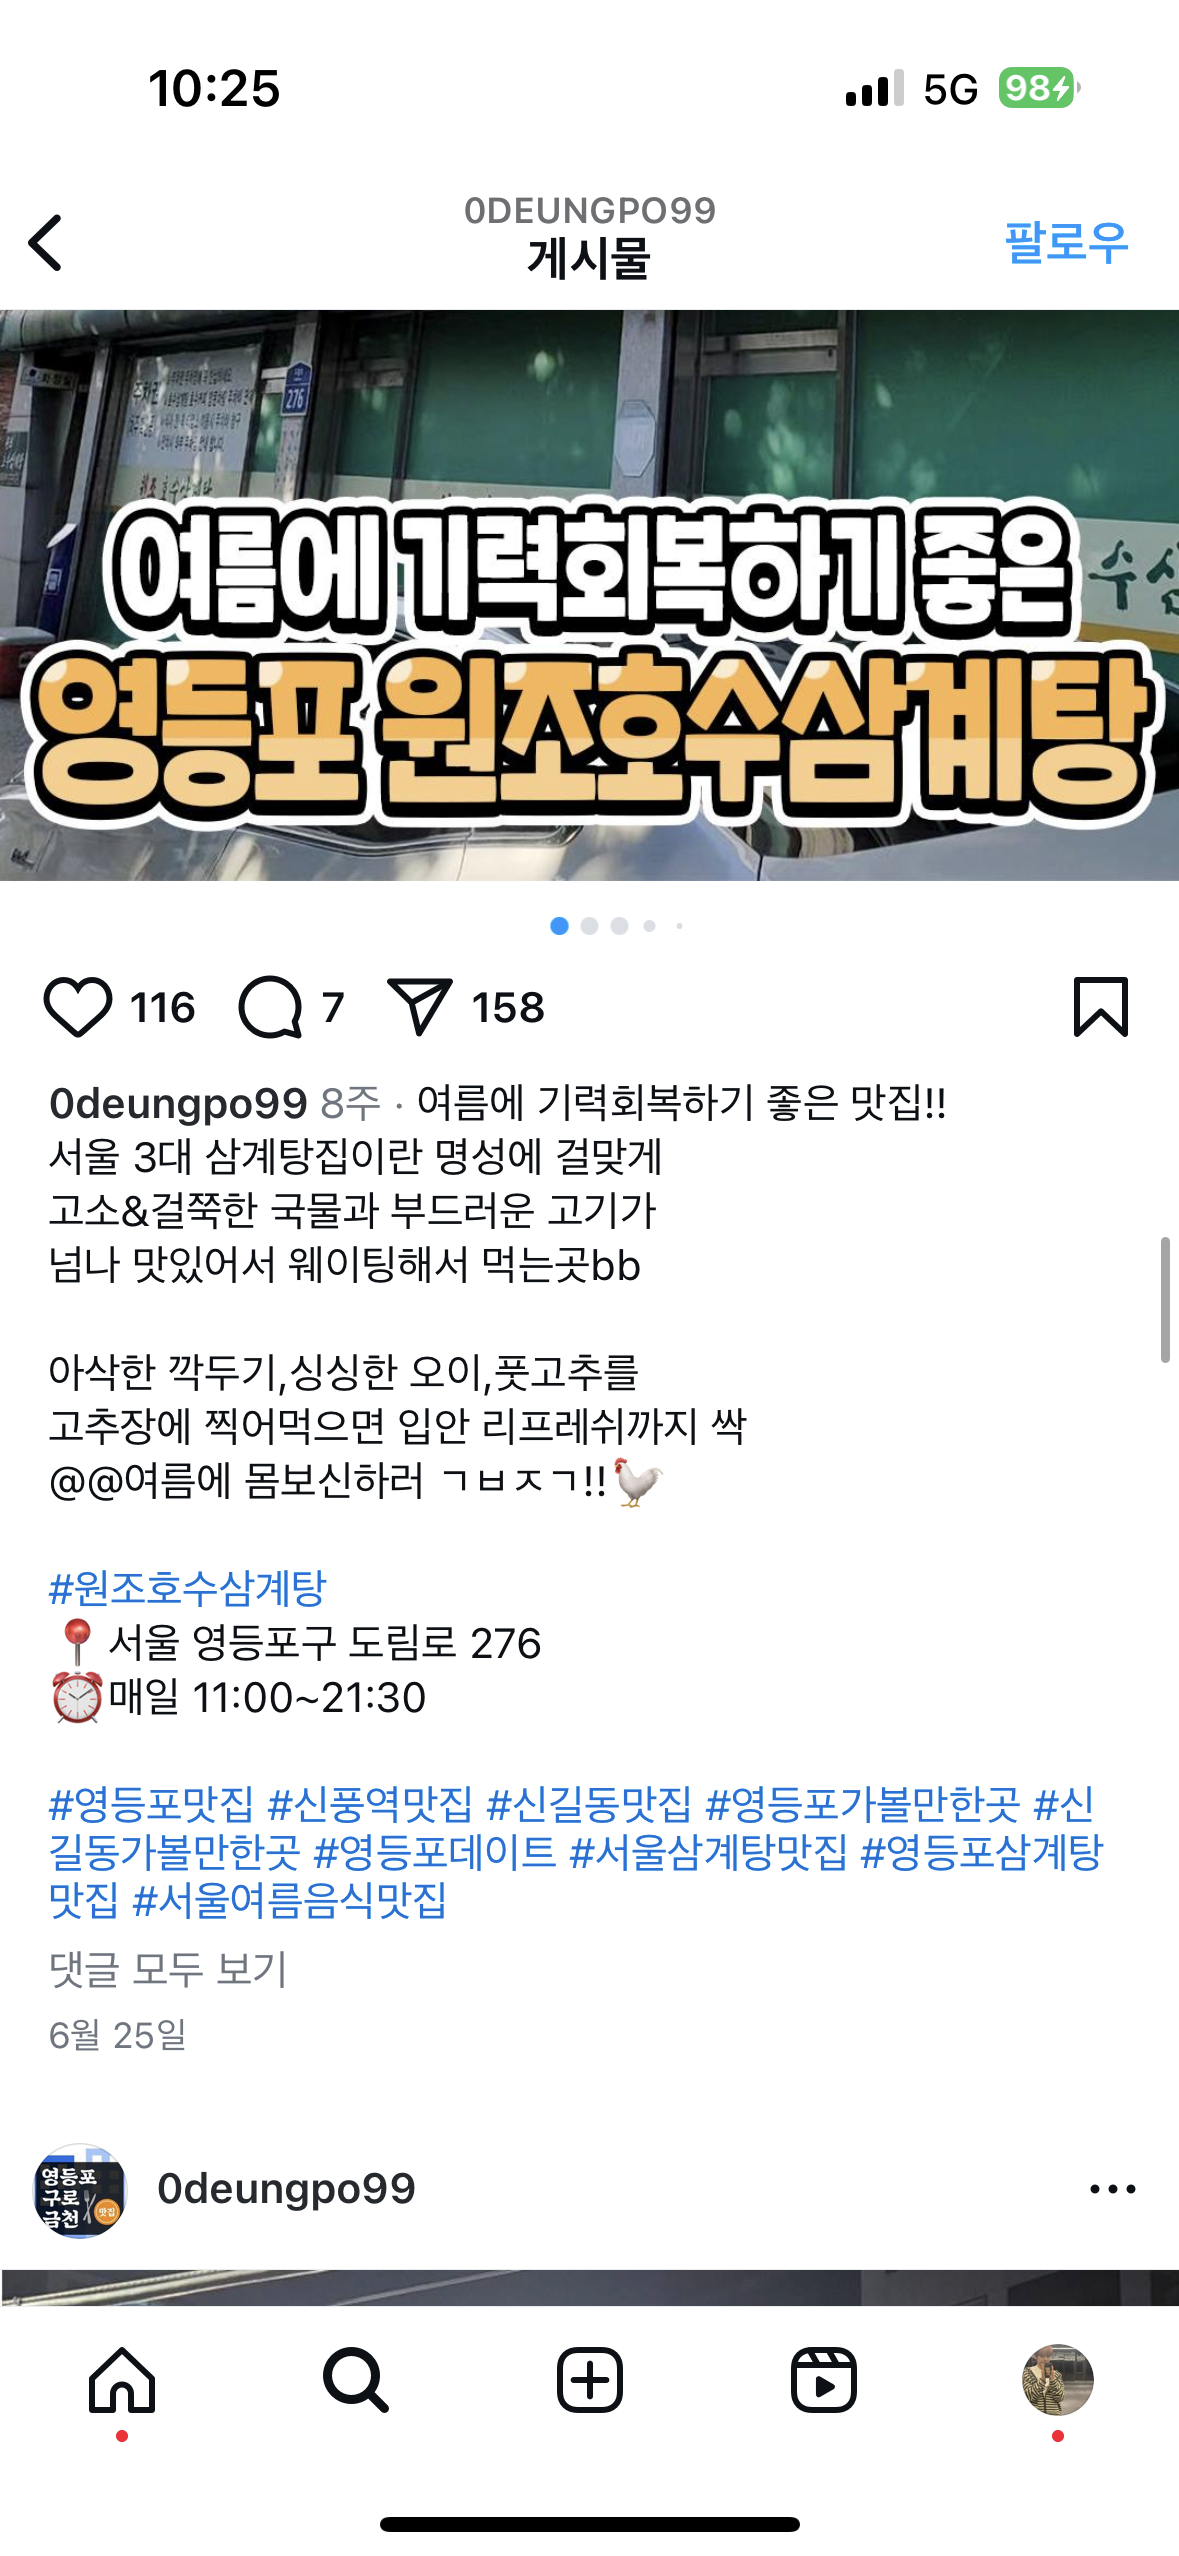 10:25
5G
98
0DEUNGPO99
게시물
팔로우
276
여름에 기력회복하기 좋은
영등포 원조호수삼계탕
116
7
158
0deungpo99 8주 · 여름에 기력회복하기 좋은 맛집!!
서울 3대 삼계탕집이란 명성에 걸맞게
고소&걸쭉한 국물과 부드러운 고기가
넘나 맛있어서 웨이팅해서 먹는곳bb
아삭한 깍두기,싱싱한 오이,풋고추를
고추장에 찍어먹으면 입안 리프레쉬까지 싹
@@여름에 몸보신하러 ㄱㅂㅈㄱ!!🐓
#원조호수삼계탕
📍 서울 영등포구 도림로 276
⏰매일 11:00~21:30
#영등포맛집 #신풍역맛집 #신길동맛집 #영등포가볼만한곳 #신
길동가볼만한곳 #영등포데이트 #서울삼계탕맛집 #영등포삼계탕
맛집 #서울여름음식맛집
댓글 모두 보기
6월 25일
영등포
구로
금천
맛집
0deungpo99